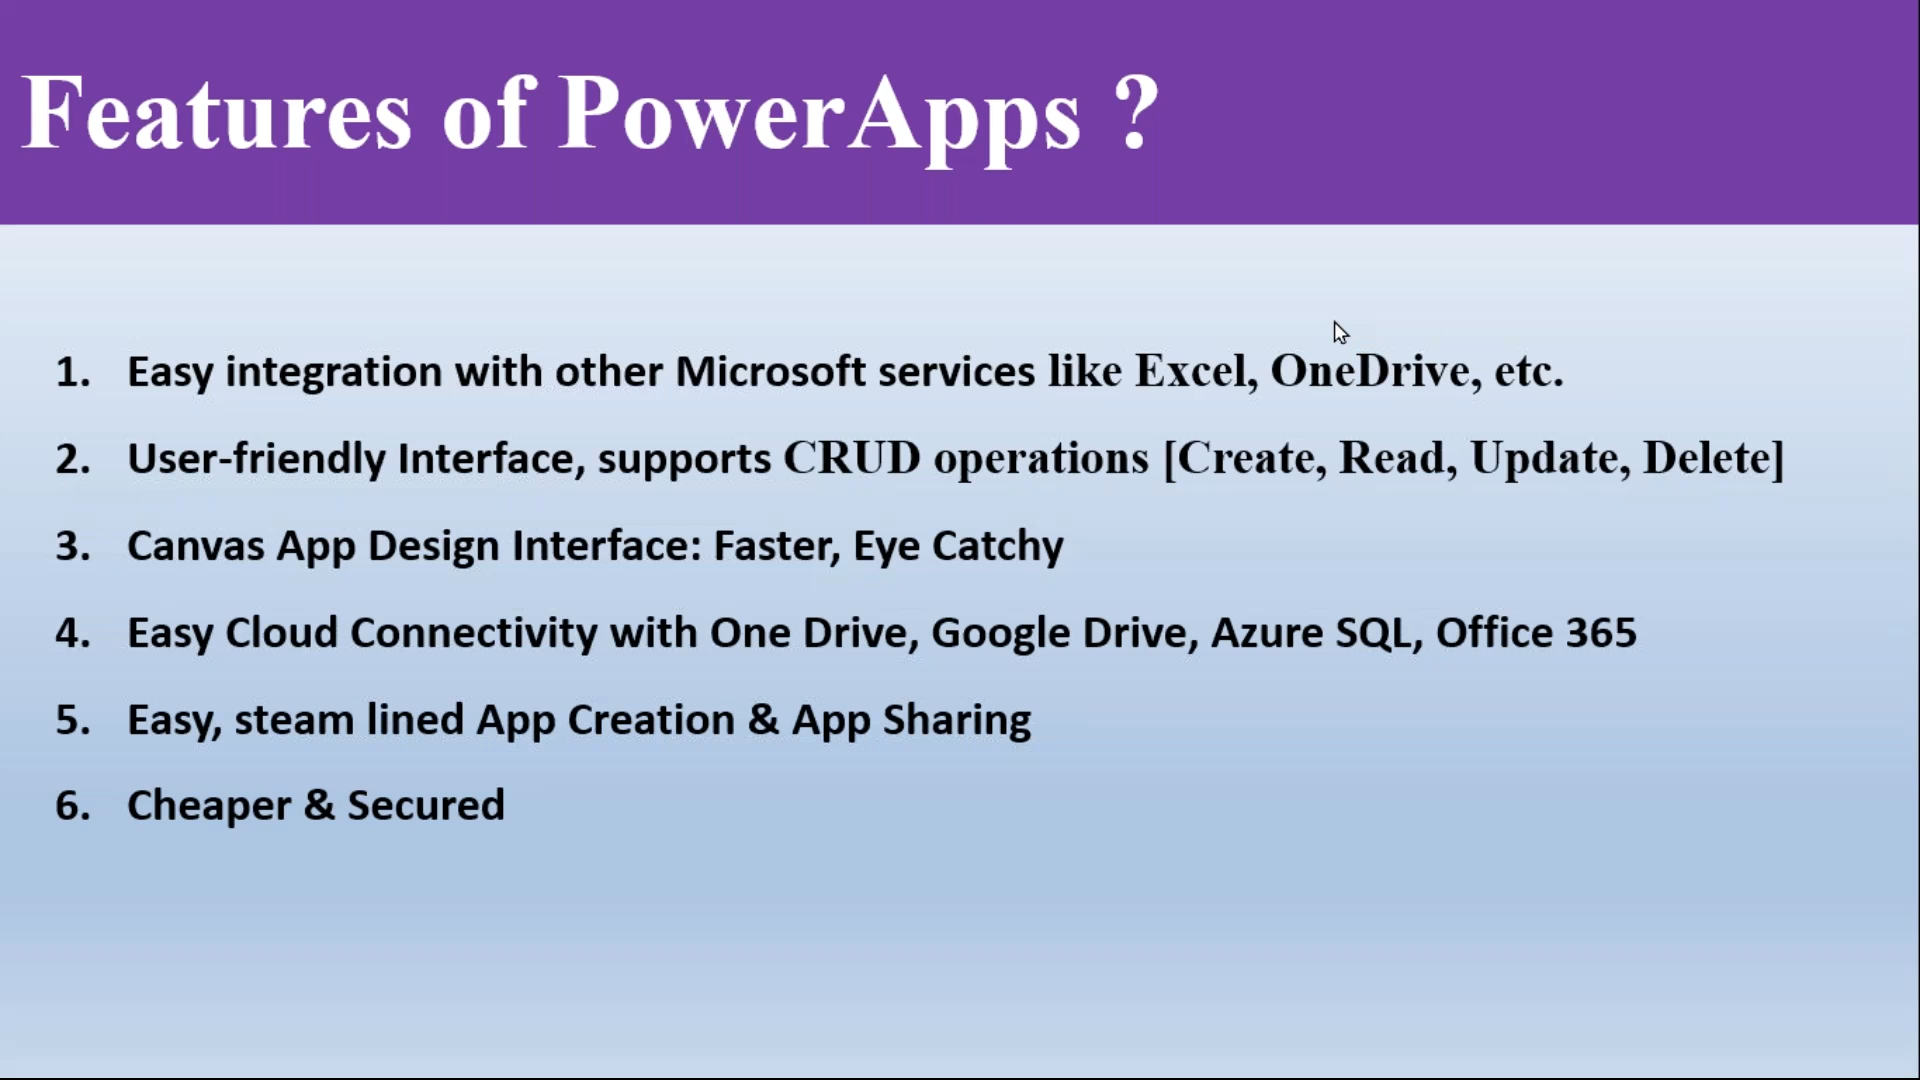 Features of PowerApps ?
1. Easy integration with other Microsoft services like Excel, OneDrive, etc.
2. User-friendly Interface, supports CRUD operations [Create, Read, Update, Delete]
3. Canvas App Design Interface: Faster, Eye Catchy
4. Easy Cloud Connectivity with One Drive, Google Drive, Azure SQL, Office 365
5. Easy, steam lined App Creation & App Sharing
6. Cheaper & Secured